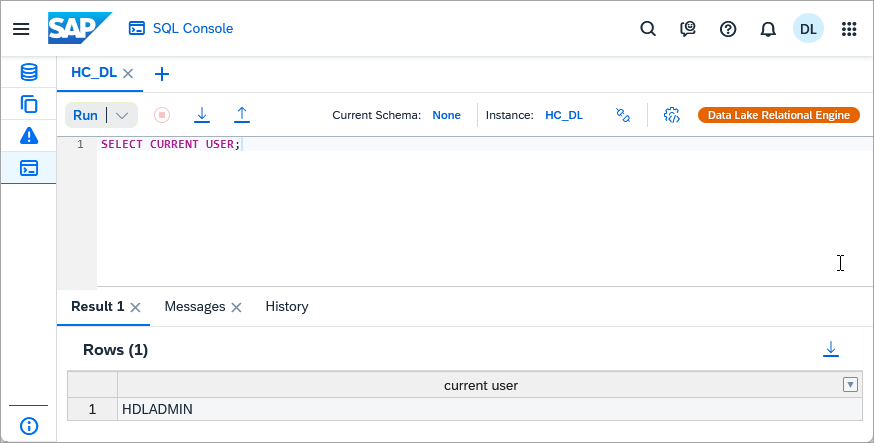 SAP SQL Console DL
HC_DL
Run Current Schema: None Instance: HC_DL Data Lake Relational Engine
1 SELECT CURRENT USER;
Result 1 Messages History
Rows (1)
current user
1 HDLADMIN